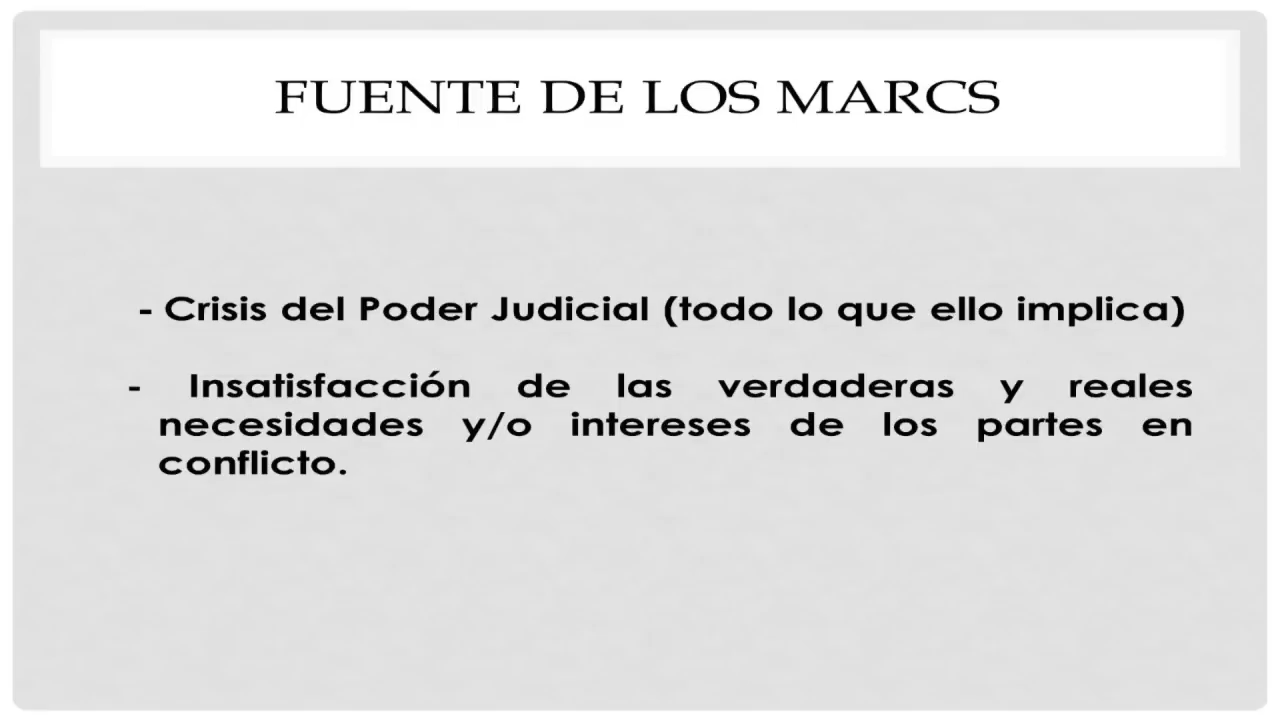 FUENTE DE LOS MARCS
- Crisis del Poder Judicial (todo lo que ello implica)
- Insatisfacción de las verdaderas y reales
necesidades y/o intereses de los partes en
conflicto.